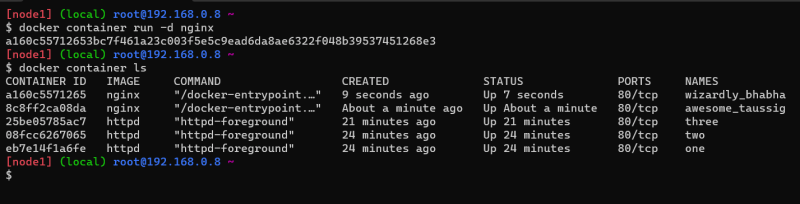 [node1] (local) root@192.168.0.8 ~
$ docker container run -d nginx
a160c55712653bc7f461a23c003f5e5c9ead6da8ae6322f048b39537451268e3
[node1] (local) root@192.168.0.8 ~
$ docker container ls
CONTAINER ID   IMAGE   COMMAND                  CREATED              STATUS              PORTS    NAMES
a160c5571265   nginx   "/docker-entrypoint.…"   9 seconds ago        Up 7 seconds        80/tcp   wizardly_bhabha
8c8ff2ca08da   nginx   "/docker-entrypoint.…"   About a minute ago   Up About a minute   80/tcp   awesome_taussig
25be05785ac7   httpd   "httpd-foreground"       21 minutes ago       Up 21 minutes       80/tcp   three
08fcc6267065   httpd   "httpd-foreground"       24 minutes ago       Up 24 minutes       80/tcp   two
eb7e14f1a6fe   httpd   "httpd-foreground"       24 minutes ago       Up 24 minutes       80/tcp   one
[node1] (local) root@192.168.0.8 ~
$